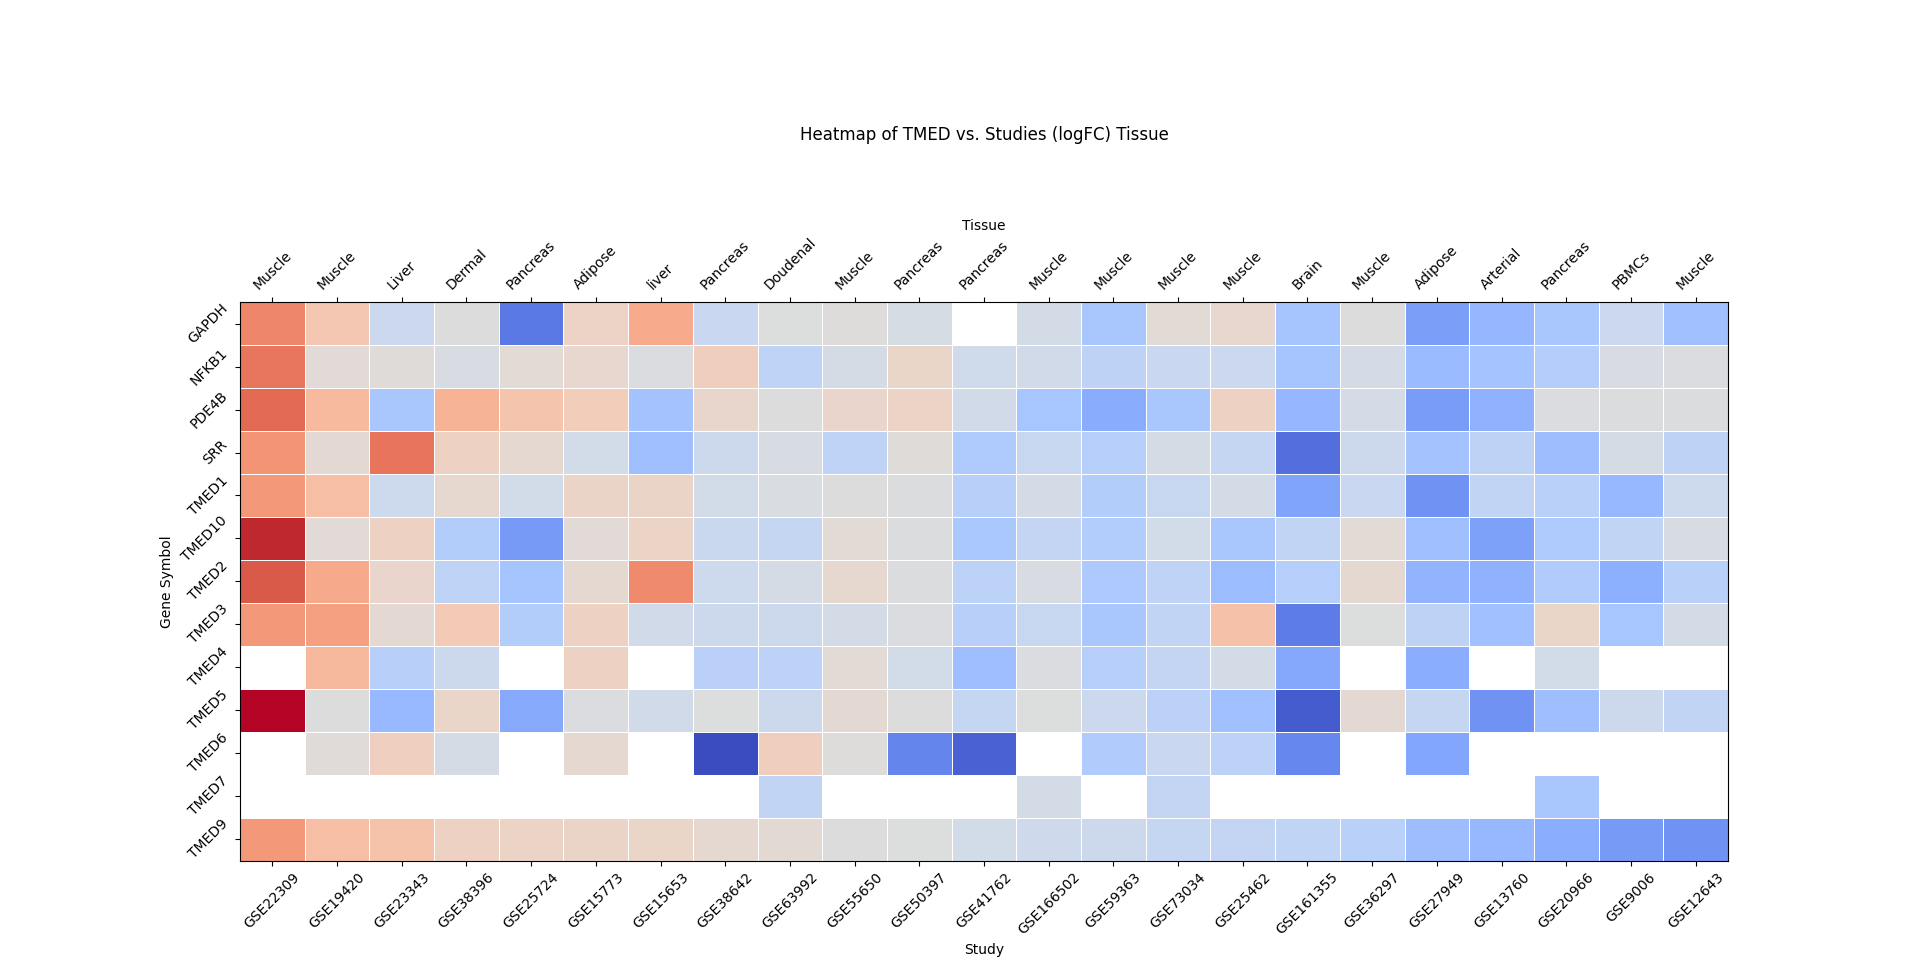 Heatmap of TMED vs. Studies (logFC) Tissue
Tissue
Muscle
Muscle
Liver
Dermal
Pancreas
Adipose
liver
Pancreas
Doudenal
Muscle
Pancreas
Pancreas
Muscle
Muscle
Muscle
Muscle
Brain
Muscle
Adipose
Arterial
Pancreas
PBMCs
Muscle
Gene Symbol
GAPDH
NFKB1
PDE4B
SRR
TMED1
TMED10
TMED2
TMED3
TMED4
TMED5
TMED6
TMED7
TMED9
GSE22309
GSE19420
GSE23343
GSE38396
GSE25724
GSE15773
GSE15653
GSE38642
GSE63992
GSE55650
GSE50397
GSE41762
GSE166502
GSE59363
GSE73034
GSE25462
GSE161355
GSE36297
GSE27949
GSE13760
GSE20966
GSE9006
GSE12643
Study